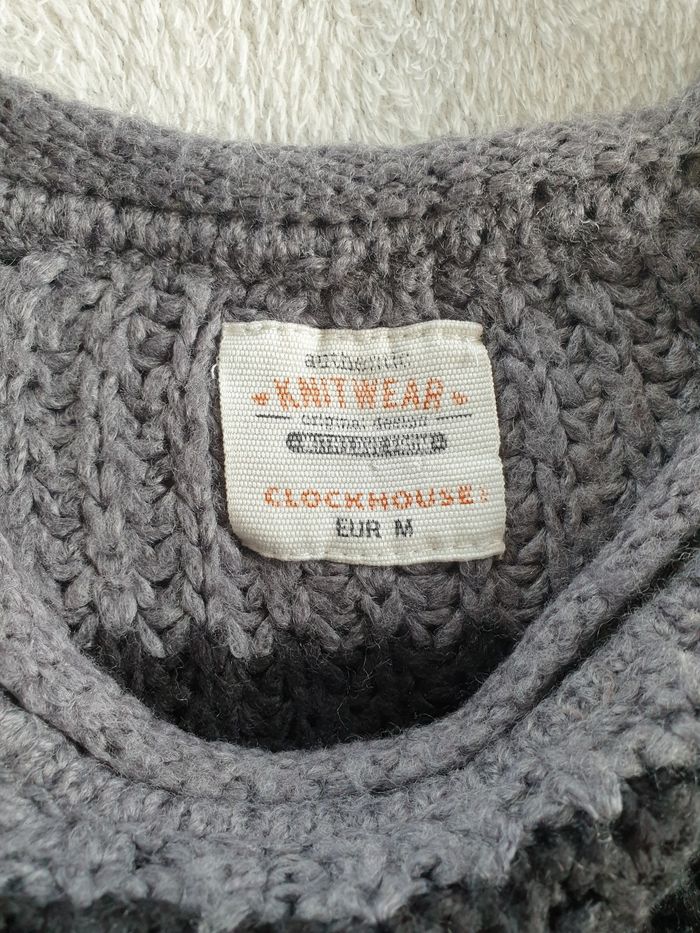 authentic
KNITWEAR
original design
CLOCKHOUSE
EUR M